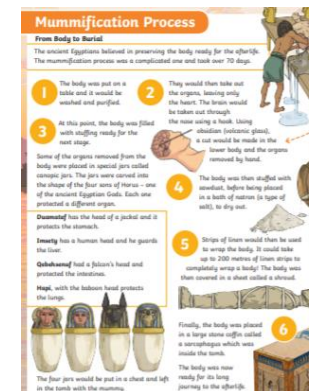 Mummification Process
From Body to Burial
The ancient Egyptians believed in preserving the body ready for the afterlife.
The mummification process was a complicated one and took over 70 days.
1
The body was put on a
table and it would be
washed and purified.
2
They would then take out
the organs, leaving only
the heart. The brain would
be taken out through
the nose using a hook. Using
obsidian (volcanic glass),
a cut would be made in the
lower body and the organs
removed by hand.
3
At this point, the body was filled
with stuffing ready for the
next stage.
Some of the organs removed from the
body were placed in special jars called
canopic jars. The jars were carved into
the shape of the four sons of Horus – one
of the ancient Egyptian Gods. Each one
protected a different organ.
Duamatef has the head of a jackal and it
protects the stomach.
Imsety has a human head and he guards
the liver.
Qebehsenuf had a falcon's head and
protected the intestines.
Hapi, with the baboon head protects
the lungs.
The four jars would be put in a chest and left
in the tomb with the mummy.
4
The body was then stuffed with
sawdust, before being placed
in a bath of natron (a type of
salt), to dry out.
5
Strips of linen would then be used
to wrap the body. It could take
up to 200 metres of linen strips to
completely wrap a body! The body was
then covered in a sheet called a shroud.
6
Finally, the body was placed
in a large stone coffin called
a sarcophagus which was
inside the tomb.
The body was now
ready for its long
journey to the afterlife.